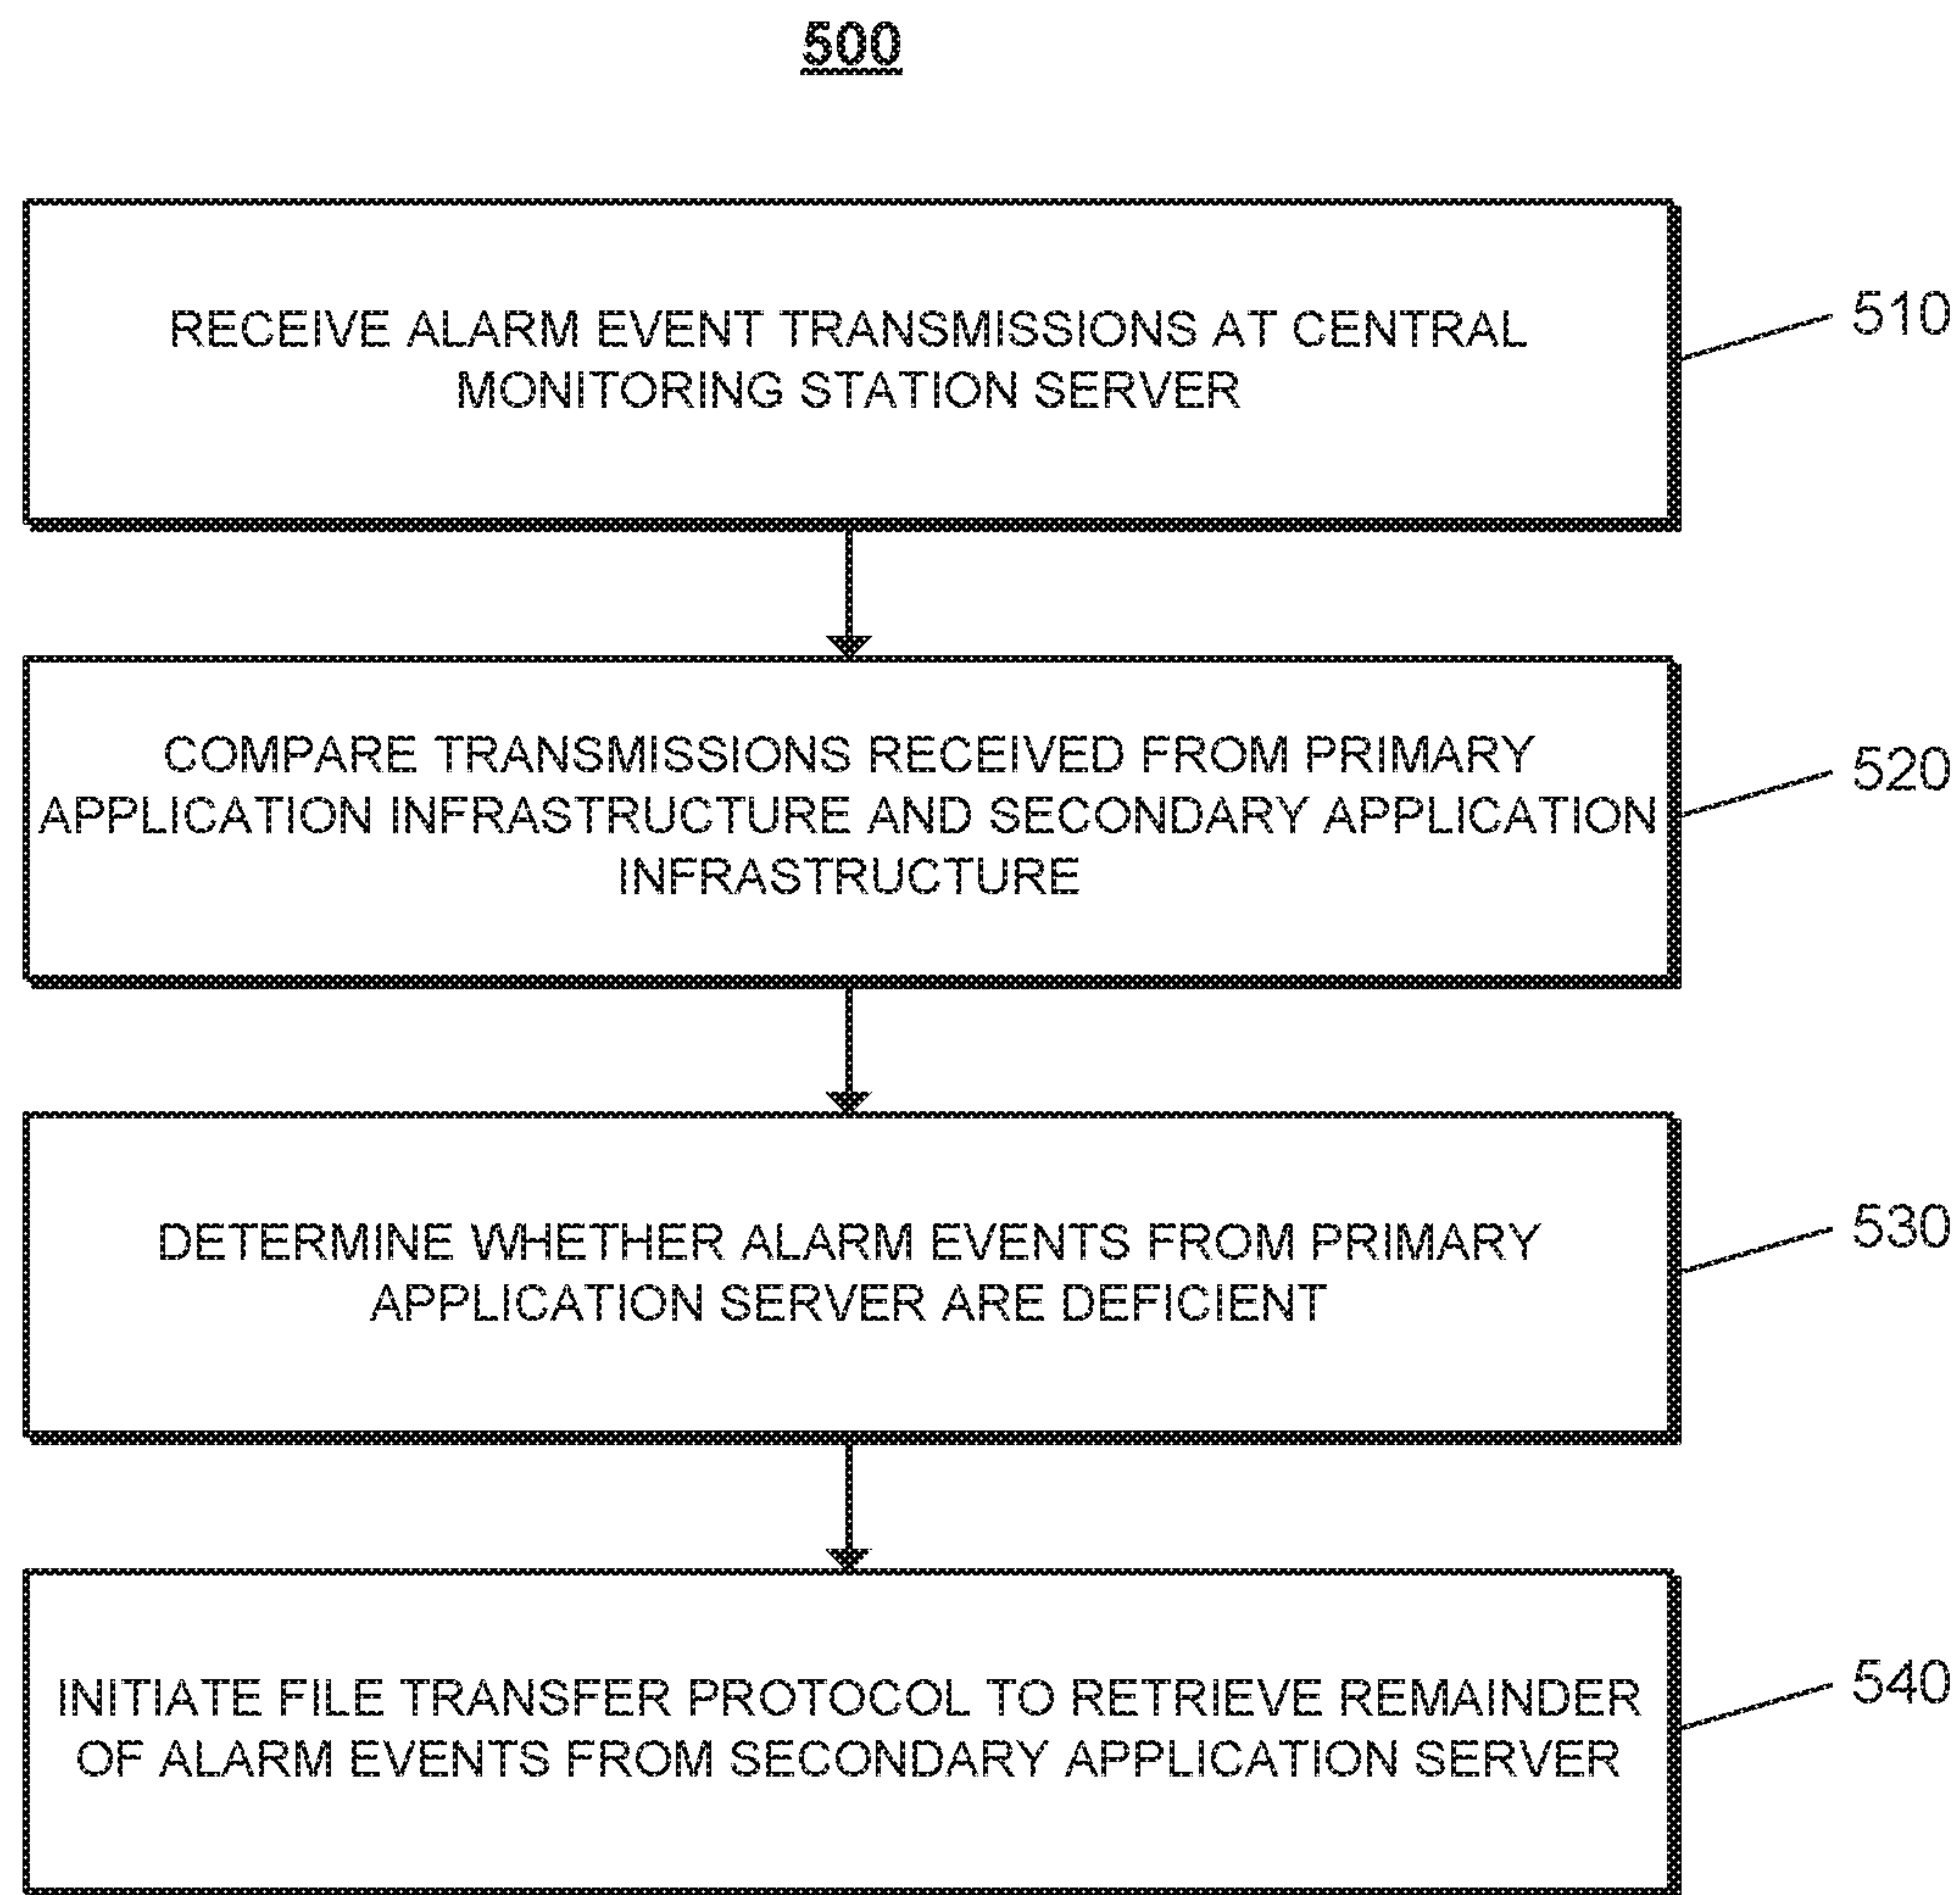 500
RECEIVE ALARM EVENT TRANSMISSIONS AT CENTRAL
MONITORING STATION SERVER
510
COMPARE TRANSMISSIONS RECEIVED FROM PRIMARY
APPLICATION INFRASTRUCTURE AND SECONDARY APPLICATION
INFRASTRUCTURE
520
DETERMINE WHETHER ALARM EVENTS FROM PRIMARY
APPLICATION SERVER ARE DEFICIENT
530
INITIATE FILE TRANSFER PROTOCOL TO RETRIEVE REMAINDER
OF ALARM EVENTS FROM SECONDARY APPLICATION SERVER
540